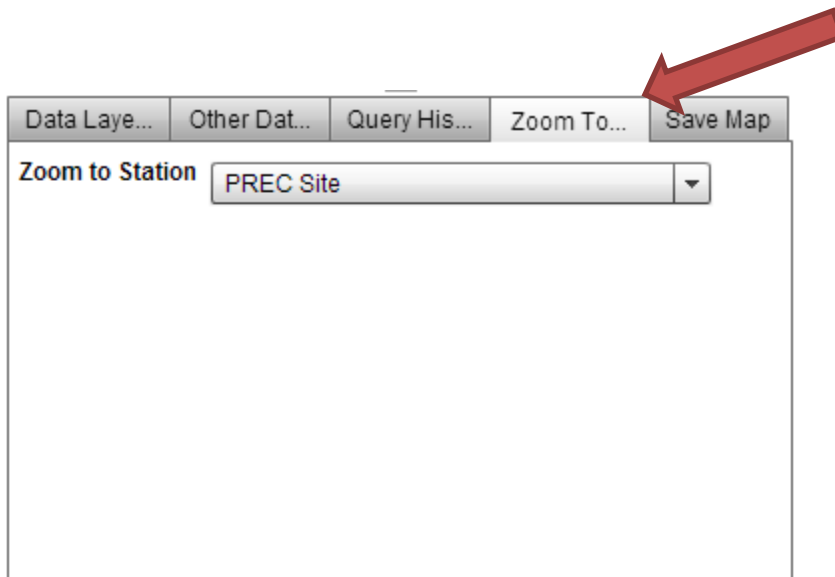 Data Laye... Other Dat... Query His... Zoom To... Save Map
Zoom to Station PREC Site